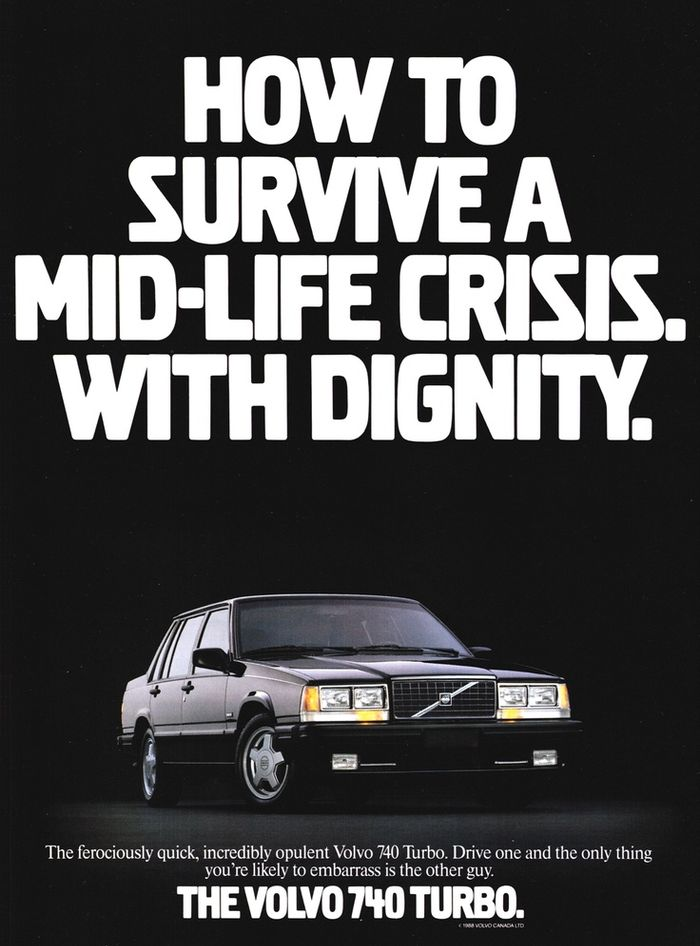 HOW TO
SURVIVE A
MID-LIFE CRISIS.
WITH DIGNITY.
The ferociously quick, incredibly opulent Volvo 740 Turbo. Drive one and the only thing
you're likely to embarrass is the other guy.
THE VOLVO 740 TURBO.
© 1988 VOLVO CANADA LTD.